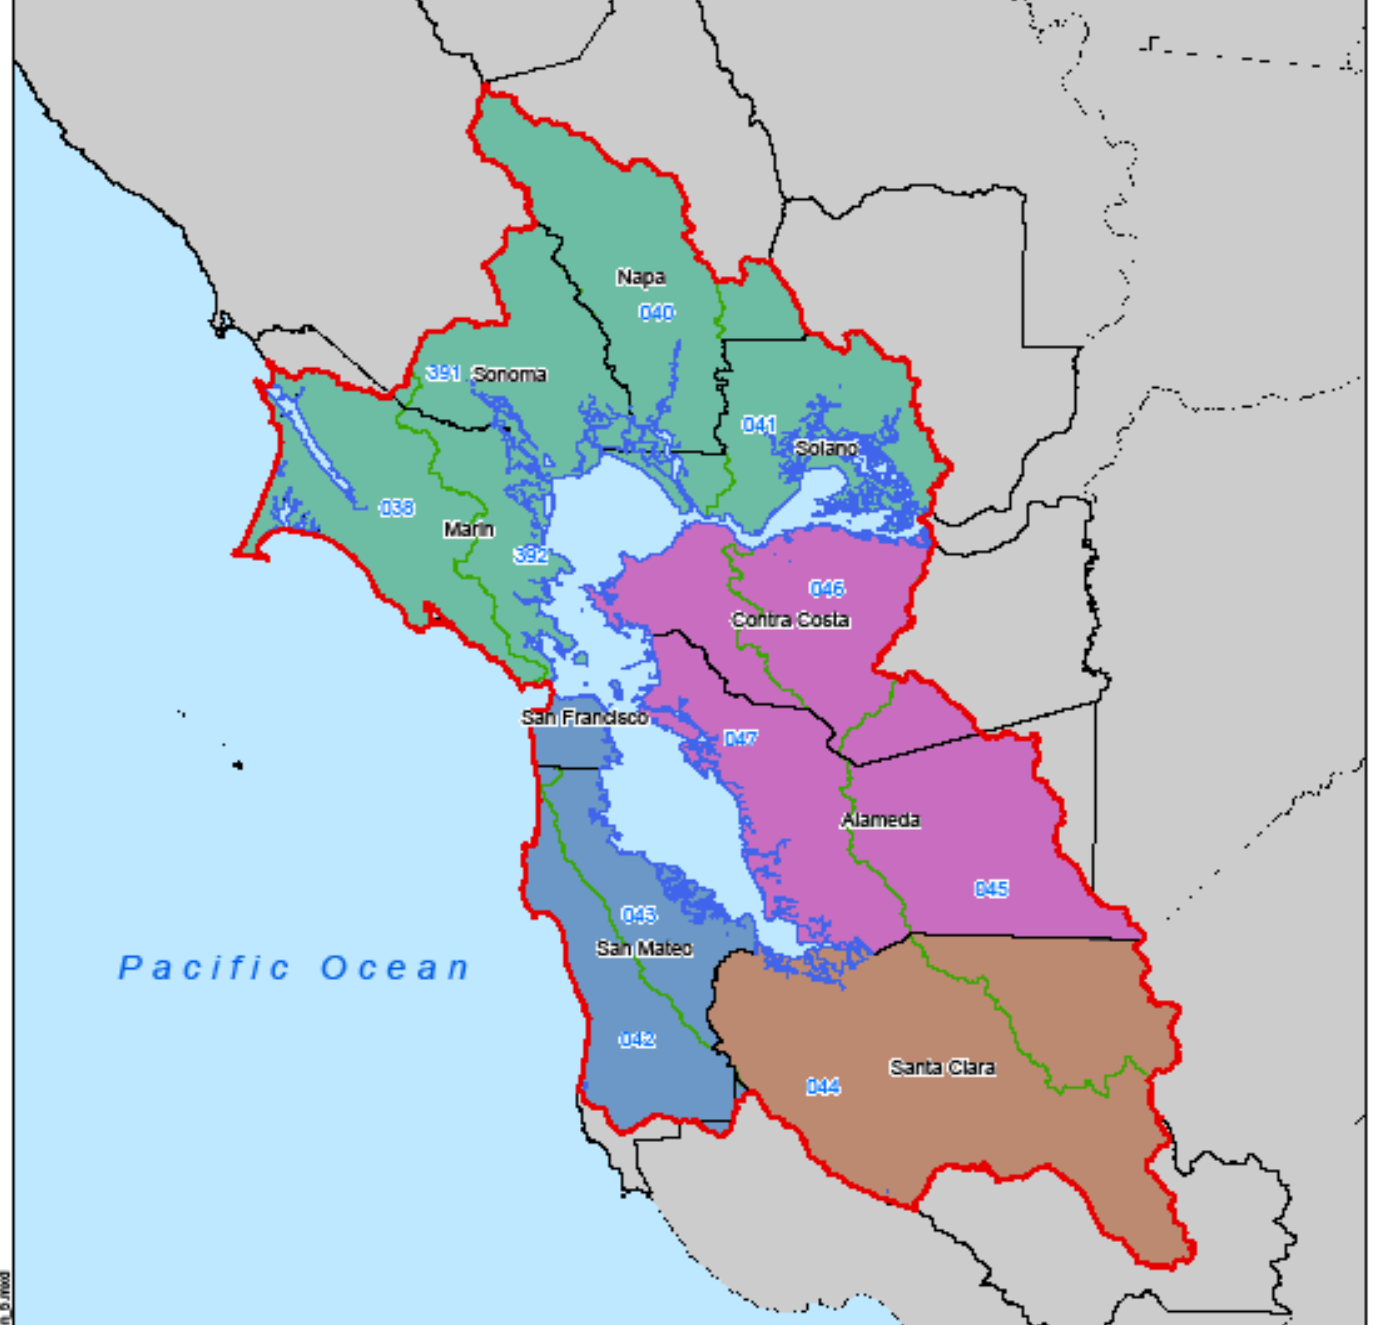 Napa
040
391 Sonoma
041
Solano
038
Marin
392
046
Contra Costa
San Francisco
047
Alameda
045
043
San Mateo
Pacific Ocean
042
Santa Clara
044